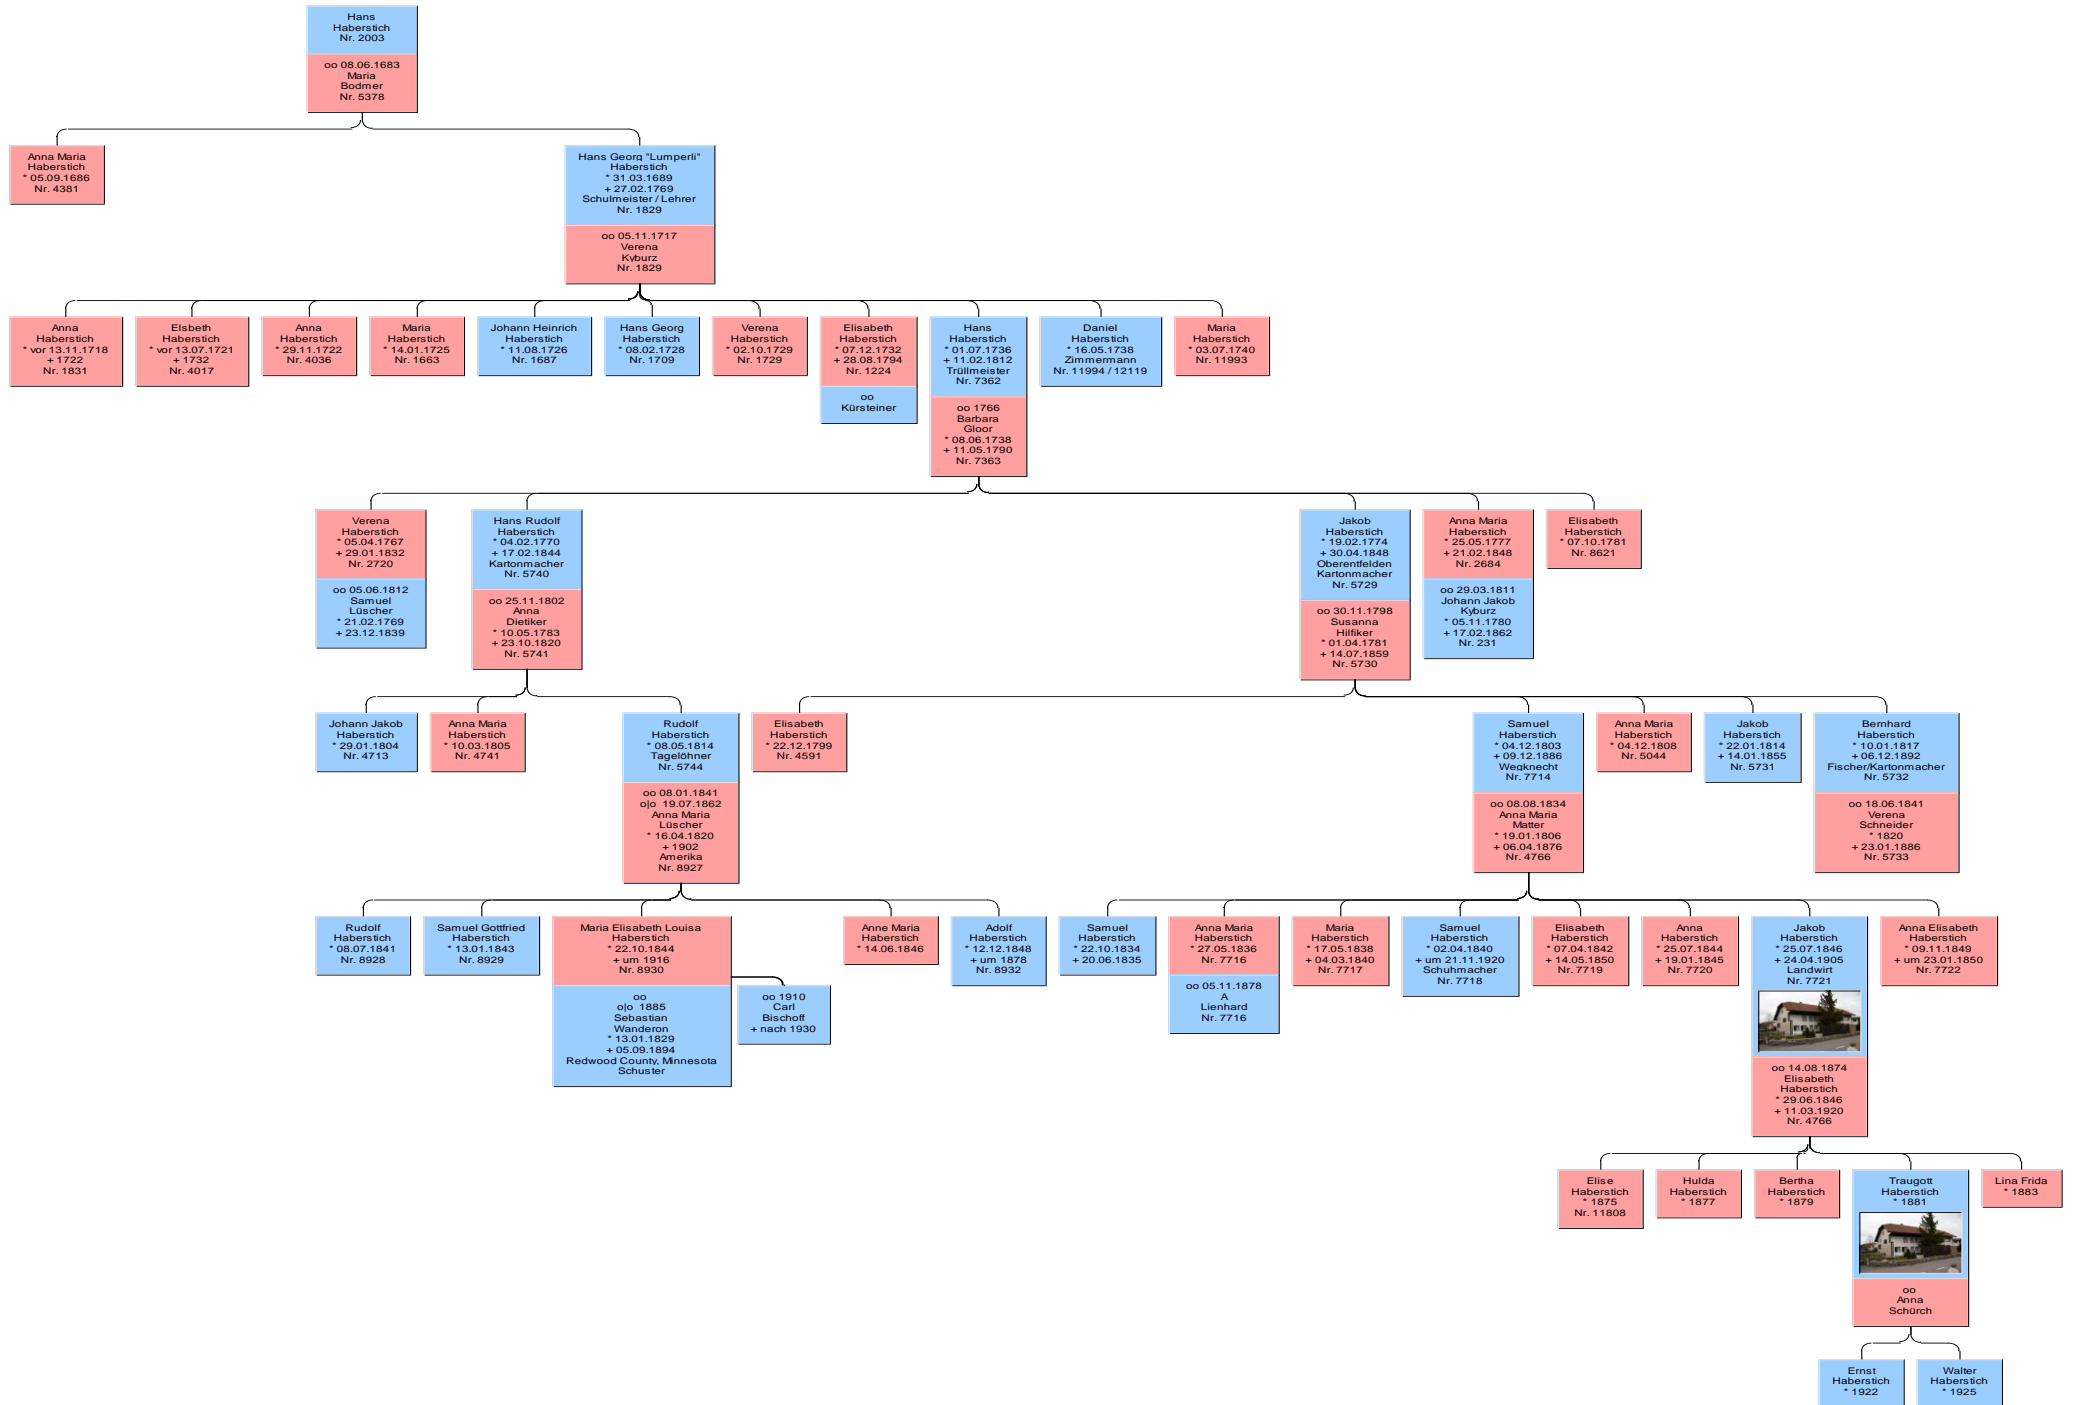 Hans
Haberstich
Nr. 2003
oo 08.06.1683
Maria
Bodmer
Nr. 5378
Anna Maria
Haberstich
* 05.09.1686
Nr. 4381
Hans Georg "Lumperli"
Haberstich
* 31.03.1689
+ 27.02.1769
Schulmeister / Lehrer
Nr. 1829
oo 05.11.1717
Verena
Kyburz
Nr. 1829
Anna
Haberstich
* vor 13.11.1718
+ 1722
Nr. 1831
Elsbeth
Haberstich
* vor 13.07.1721
+ 1732
Nr. 4017
Anna
Haberstich
* 29.11.1722
Nr. 4036
Maria
Haberstich
* 14.01.1725
Nr. 1663
Johann Heinrich
Haberstich
* 11.08.1726
Nr. 1687
Hans Georg
Haberstich
* 08.02.1728
Nr. 1709
Verena
Haberstich
* 02.10.1729
Nr. 1729
Elisabeth
Haberstich
* 07.12.1732
+ 28.08.1794
Nr. 1224
oo
Kürsteiner
Hans
Haberstich
* 01.07.1736
+ 11.02.1812
Trüllmeister
Nr. 7362
oo 1766
Barbara
Gloor
* 08.06.1738
+ 11.05.1790
Nr. 7363
Daniel
Haberstich
* 16.05.1738
Zimmermann
Nr. 11994 / 12119
Maria
Haberstich
* 03.07.1740
Nr. 11993
Verena
Haberstich
* 05.04.1767
+ 29.01.1832
Nr. 2720
oo 05.06.1812
Samuel
Lüscher
* 21.02.1769
+ 23.12.1839
Hans Rudolf
Haberstich
* 04.02.1770
+ 17.02.1844
Kartonmacher
Nr. 5740
oo 25.11.1802
Anna
Dietiker
* 10.05.1783
+ 23.10.1820
Nr. 5741
Jakob
Haberstich
* 19.02.1774
+ 30.04.1848
Oberentfelden
Kartonmacher
Nr. 5729
oo 30.11.1798
Susanna
Hilfiker
* 01.04.1781
+ 14.07.1859
Nr. 5730
Anna Maria
Haberstich
* 25.05.1777
+ 21.02.1848
Nr. 2684
oo 29.03.1811
Johann Jakob
Kyburz
* 05.11.1780
+ 17.02.1862
Nr. 231
Elisabeth
Haberstich
* 07.10.1781
Nr. 8621
Johann Jakob
Haberstich
* 29.01.1804
Nr. 4713
Anna Maria
Haberstich
* 10.03.1805
Nr. 4741
Rudolf
Haberstich
* 08.05.1814
Tagelöhner
Nr. 5744
oo 08.01.1841
o|o 19.07.1862
Anna Maria
Lüscher
* 16.04.1820
+ 1902
Amerika
Nr. 8927
Elisabeth
Haberstich
* 22.12.1799
Nr. 4591
Samuel
Haberstich
* 04.12.1803
+ 09.12.1886
Wegknecht
Nr. 7714
oo 08.08.1834
Anna Maria
Matter
* 19.01.1806
+ 06.04.1876
Nr. 4766
Anna Maria
Haberstich
* 04.12.1808
Nr. 5044
Jakob
Haberstich
* 22.01.1814
+ 14.01.1855
Nr. 5731
Bernhard
Haberstich
* 10.01.1817
+ 06.12.1892
Fischer/Kartonmacher
Nr. 5732
oo 18.06.1841
Verena
Schneider
* 1820
+ 23.01.1886
Nr. 5733
Rudolf
Haberstich
* 08.07.1841
Nr. 8928
Samuel Gottfried
Haberstich
* 13.01.1843
Nr. 8929
Maria Elisabeth Louisa
Haberstich
* 22.10.1844
+ um 1916
Nr. 8930
oo
o|o 1885
Sebastian
Wanderon
* 13.01.1829
+ 05.09.1894
Redwood County, Minnesota
Schuster
oo 1910
Carl
Bischoff
+ nach 1930
Anne Maria
Haberstich
* 14.06.1846
Adolf
Haberstich
* 12.12.1848
+ um 1878
Nr. 8932
Samuel
Haberstich
* 22.10.1834
+ 20.06.1835
Anna Maria
Haberstich
* 27.05.1836
Nr. 7716
oo 05.11.1878
A
Lienhard
Nr. 7716
Maria
Haberstich
* 17.05.1838
+ 04.03.1840
Nr. 7717
Samuel
Haberstich
* 02.04.1840
+ um 21.11.1920
Schuhmacher
Nr. 7718
Elisabeth
Haberstich
* 07.04.1842
+ 14.05.1850
Nr. 7719
Anna
Haberstich
* 25.07.1844
+ 19.01.1845
Nr. 7720
Jakob
Haberstich
* 25.07.1846
+ 24.04.1905
Landwirt
Nr. 7721
oo 14.08.1874
Elisabeth
Haberstich
* 29.06.1846
+ 11.03.1920
Nr. 4766
Anna Elisabeth
Haberstich
* 09.11.1849
+ um 23.01.1850
Nr. 7722
Elise
Haberstich
* 1875
Nr. 11808
Hulda
Haberstich
* 1877
Bertha
Haberstich
* 1879
Traugott
Haberstich
* 1881
oo
Anna
Schürch
Lina Frida
* 1883
Ernst
Haberstich
* 1922
Walter
Haberstich
* 1925